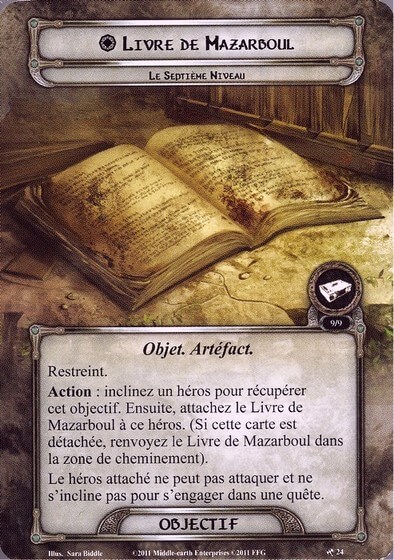 LIVRE DE MAZARBOUL
LE SEPTIÈME NIVEAU
9/9
Objet. Artéfact.
Restreint.
Action : inclinez un héros pour récupérer
cet objectif. Ensuite, attachez le Livre de
Mazarboul à ce héros. (Si cette carte est
détachée, renvoyez le Livre de Mazarboul dans
la zone de cheminement).
Le héros attaché ne peut pas attaquer et ne
s’incline pas pour s’engager dans une quête.
OBJECTIF
Illus. Sara Biddle
©2011 Middle-earth Enterprises ©2011 FFG
24